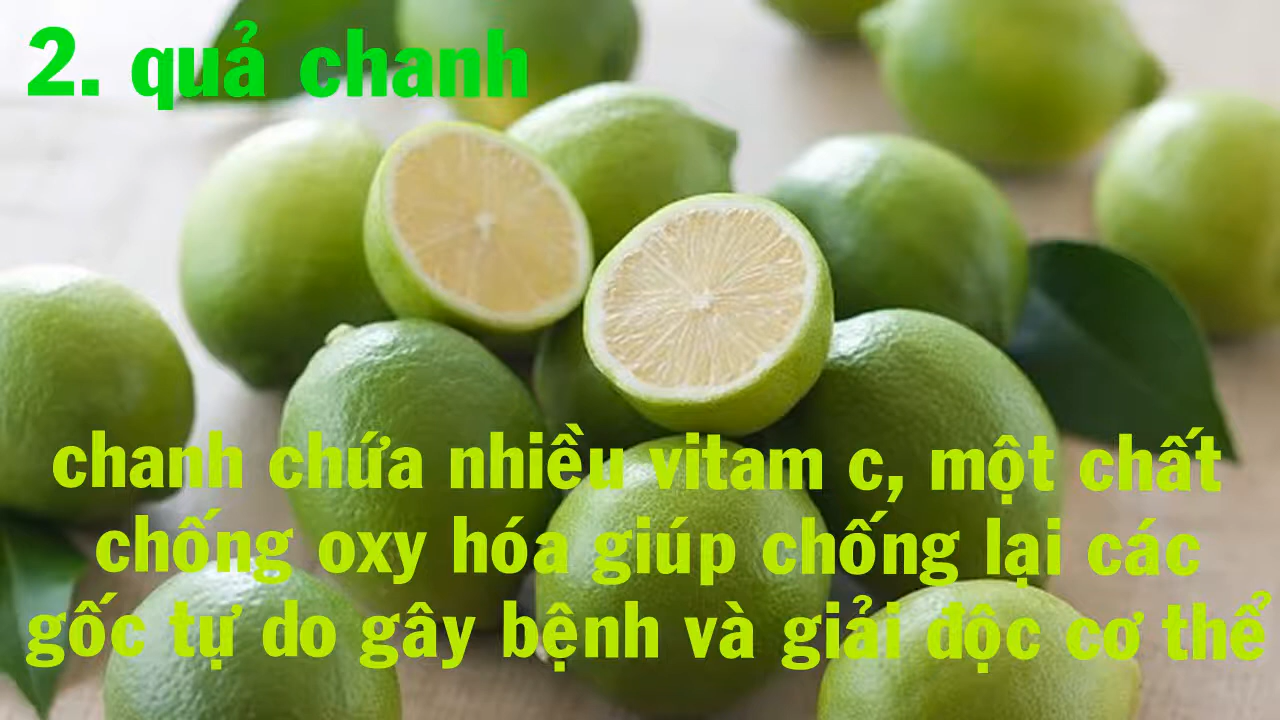 2. quả chanh
chanh chứa nhiều vitam c, một chất
chống oxy hóa giúp chống lại các
gốc tự do gây bệnh và giải độc cơ thể